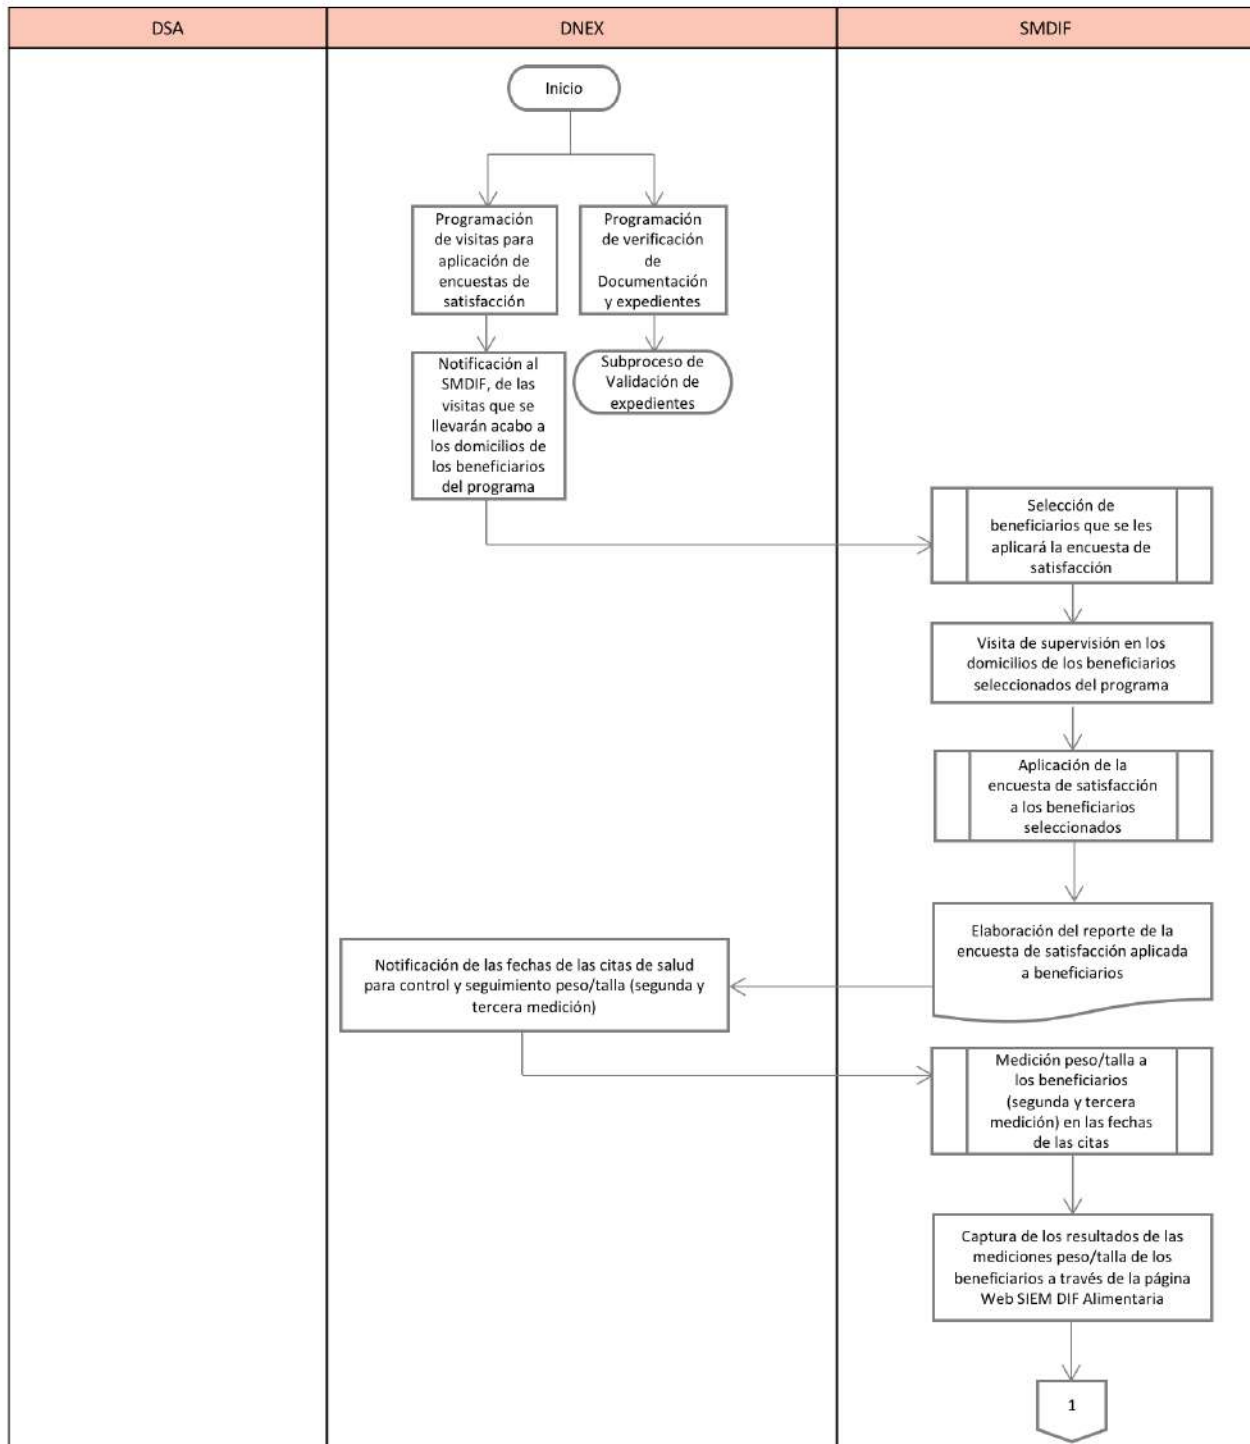 DSA
DNEX
SMDIF
Inicio
Programación
de visitas para
aplicación de
encuestas de
satisfacción
Programación
de verificación
de
Documentación
y expedientes
Notificación al
SMDIF, de las
visitas que se
llevarán acabo a
los domicilios de
los beneficiarios
del programa
Subproceso de
Validación de
expedientes
Selección de
beneficiarios que se les
aplicará la encuesta de
satisfacción
Visita de supervisión en los
domicilios de los beneficiarios
seleccionados del programa
Aplicación de la
encuesta de satisfacción
a los beneficiarios
seleccionados
Elaboración del reporte de la
encuesta de satisfacción aplicada
a beneficiarios
Notificación de las fechas de las citas de salud
para control y seguimiento peso/talla (segunda y
tercera medición)
Medición peso/talla a
los beneficiarios
(segunda y tercera
medición) en las fechas
de las citas
Captura de los resultados de las
mediciones peso/talla de los
beneficiarios a través de la página
Web SIEM DIF Alimentaria
1